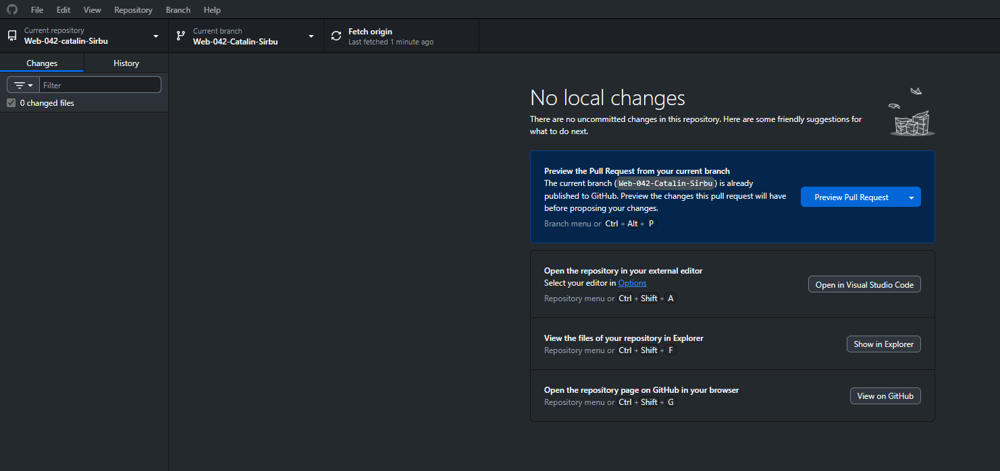 File Edit View Repository Branch Help
Current repository
Web-042-catalin-Sirbu
Current branch
Web-042-Catalin-Sirbu
Fetch origin
Last fetched 1 minute ago
Changes
History
Filter
0 changed files
No local changes
There are no uncommitted changes in this repository. Here are some friendly suggestions for
what to do next.
Preview the Pull Request from your current branch
The current branch (Web-042-Catalin-Sirbu) is already
published to GitHub. Preview the changes this pull request will have
before proposing your changes.
Branch menu or Ctrl + Alt + P
Preview Pull Request
Open the repository in your external editor
Select your editor in Options
Repository menu or Ctrl + Shift + A
Open in Visual Studio Code
View the files of your repository in Explorer
Repository menu or Ctrl + Shift + F
Show in Explorer
Open the repository page on GitHub in your browser
Repository menu or Ctrl + Shift + G
View on GitHub